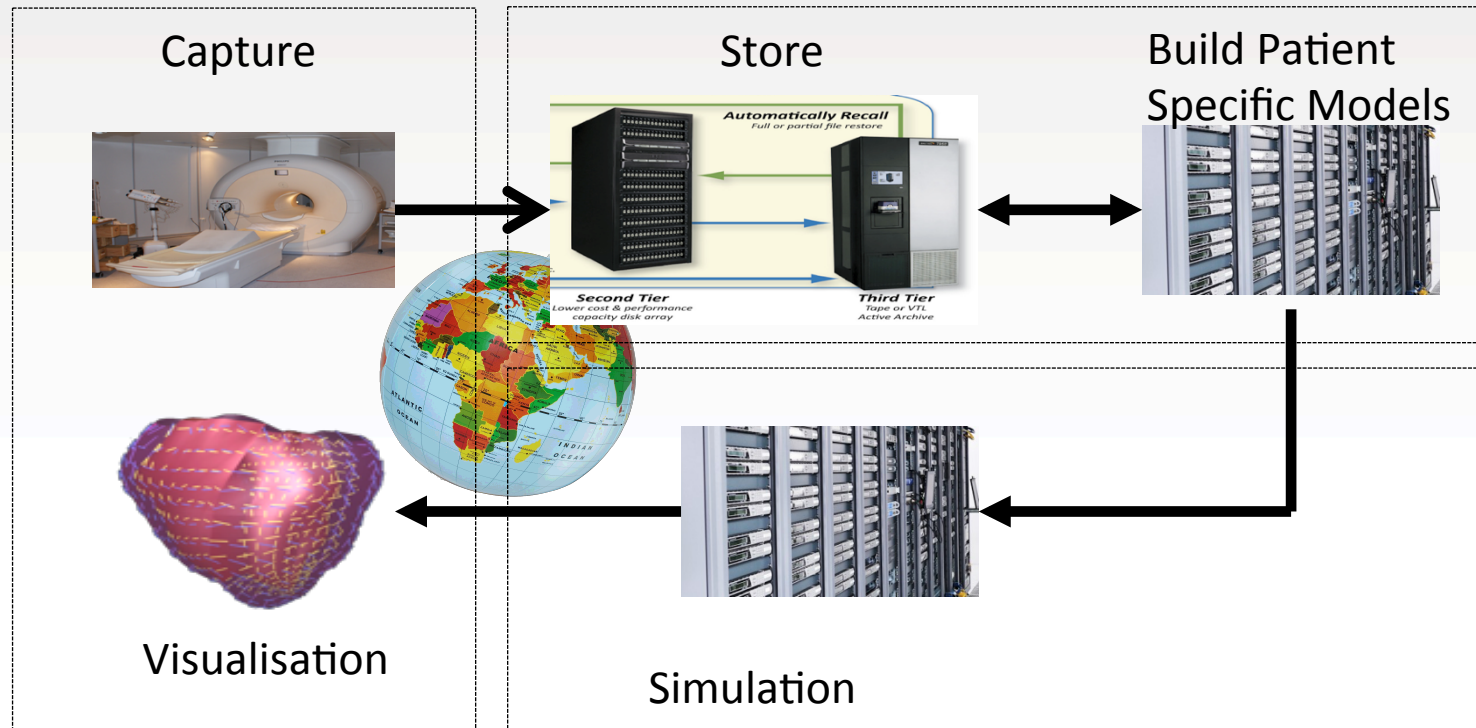 Capture
Store
Build Patient
Specific Models
Automatically Recall
Full or partial file restore
Second Tier
Lower cost & performance
capacity disk array
Third Tier
Tape or VTL
Active Archive
AFRICA
ATLANTIC
OCEAN
INDIAN
OCEAN
Visualisation
Simulation